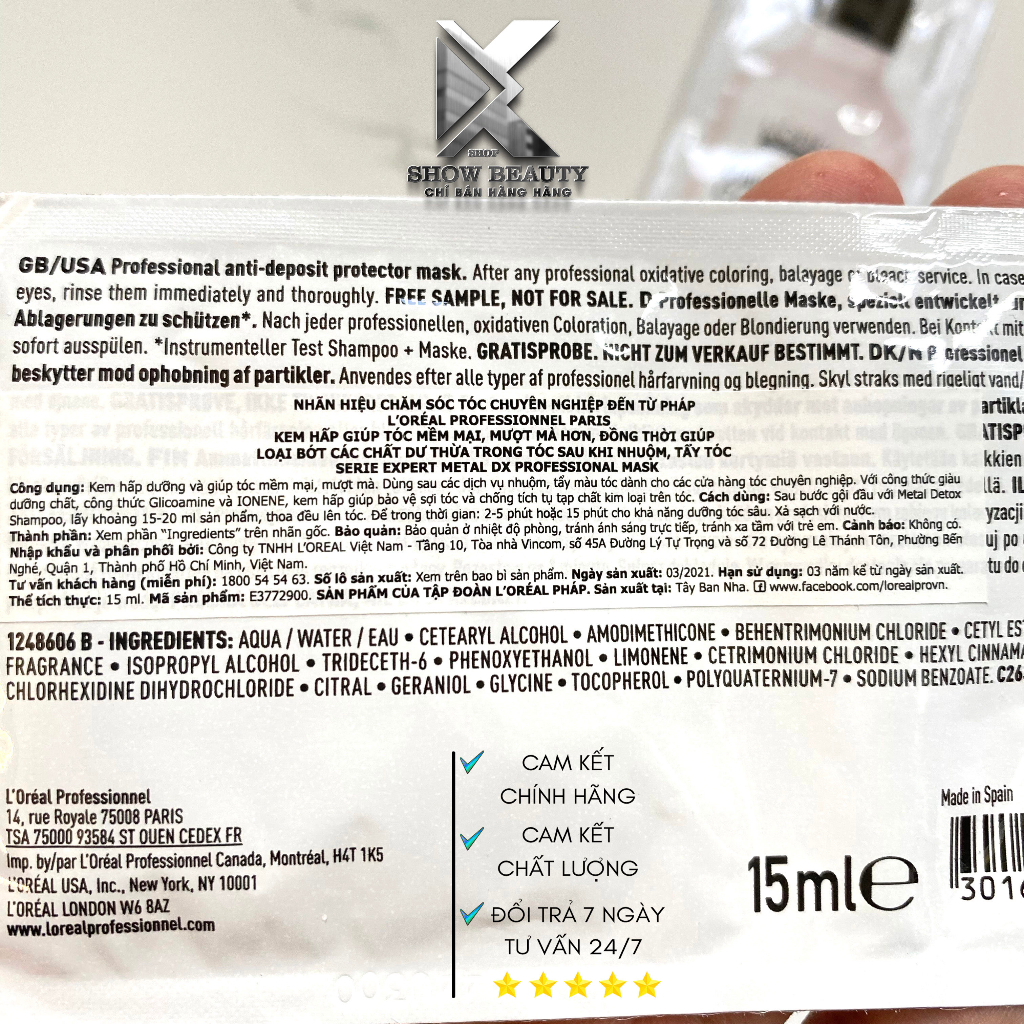 SHOP
SHOW BEAUTY
CHỈ BÁN HÀNG HÃNG
GB/USA Professional anti-deposit protector mask. After any professional oxidative coloring, balayage or bleach service. In case
eyes, rinse them immediately and thoroughly. FREE SAMPLE, NOT FOR SALE. D Professionelle Maske, speziell entwickelt
Ablagerungen zu schützen*. Nach jeder professionellen, oxidativen Coloration, Balayage oder Blondierung verwenden. Bei Kontakt mit
sofort ausspülen. *Instrumenteller Test Shampoo + Maske. GRATISPROBE. NICHT ZUM VERKAUF BESTIMMT. DK/N
beskytter mod ophobning af partikler. Anvendes efter alle typer af professionel hårfarvning og blegning. Skyl straks med rigeligt vand/
NHÃN HIỆU CHĂM SÓC TÓC CHUYÊN NGHIỆP ĐẾN TỪ PHÁP
L'ORÉAL PROFESSIONNEL PARIS
KEM HẤP GIÚP TÓC MỀM MẠI, MƯỢT MÀ HƠN, ĐỒNG THỜI GIÚP
LOẠI BỚT CÁC CHẤT DƯ THỪA TRONG TÓC SAU KHI NHUỘM, TẨY TÓC
SERIE EXPERT METAL DX PROFESSIONAL MASK
Công dụng: Kem hấp dưỡng và giúp tóc mềm mại, mượt mà. Dùng sau các dịch vụ nhuộm, tẩy màu tóc dành cho các cửa hàng tóc chuyên nghiệp. Với công thức giàu
dưỡng chất, công thức Glicoamine và IONENE, kem hấp giúp bảo vệ sợi tóc và chống tích tụ tạp chất kim loại trên tóc. Cách dùng: Sau bước gội đầu với Metal Detox
Shampoo, lấy khoảng 15-20 ml sản phẩm, thoa đều lên tóc. Để trong thời gian: 2-5 phút hoặc 15 phút cho khả năng dưỡng tóc sâu. Xả sạch với nước.
Thành phần: Xem phần "Ingredients" trên nhãn gốc. Bảo quản: Bảo quản ở nhiệt độ phòng, tránh ánh sáng trực tiếp, tránh xa tầm với trẻ em. Cảnh báo: Không có.
Nhập khẩu và phân phối bởi: Công ty TNHH L'OREAL Việt Nam - Tầng 10, Tòa nhà Vincom, số 45A Đường Lý Tự Trọng và số 72 Đường Lê Thánh Tôn, Phường Bến
Nghé, Quận 1, Thành phố Hồ Chí Minh, Việt Nam.
Tư vấn khách hàng (miễn phí): 1800 54 54 63. Số lô sản xuất: Xem trên bao bì sản phẩm. Ngày sản xuất: 03/2021. Hạn sử dụng: 03 năm kể từ ngày sản xuất.
Thể tích thực: 15 ml. Mã sản phẩm: E3772900. SẢN PHẨM CỦA TẬP ĐOÀN L'ORÉAL PHÁP. Sản xuất tại: Tây Ban Nha. www.facebook.com/lorealprovn.
1248606 B - INGREDIENTS: AQUA / WATER / EAU • CETEARYL ALCOHOL • AMODIMETHICONE • BEHENTRIMONIUM CHLORIDE • CETYL
FRAGRANCE • ISOPROPYL ALCOHOL • TRIDECETH-6 • PHENOXYETHANOL • LIMONENE • CETRIMONIUM CHLORIDE • HEXYL
CHLORHEXIDINE DIHYDROCHLORIDE • CITRAL • GERANIOL • GLYCINE • TOCOPHEROL • POLYQUATERNIUM-7 • SODIUM BENZOATE.
L'Oréal Professionnel
14, rue Royale 75008 PARIS
TSA 75000 93584 ST OUEN CEDEX FR
Imp. by/par L'Oréal Professionnel Canada, Montréal, H4T 1K5
L'ORÉAL USA, Inc., New York, NY 10001
L'ORÉAL LONDON W6 8AZ
www.lorealprofessionnel.com
CAM KẾT
CHÍNH HÃNG
CAM KẾT
CHẤT LƯỢNG
ĐỔI TRẢ 7 NGÀY
TƯ VẤN 24/7
15ml℮
Made in Spain